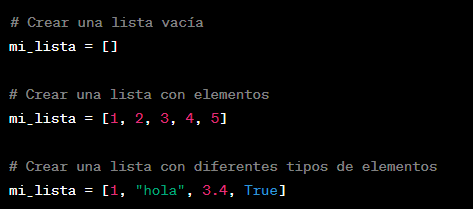 # Crear una lista vacía
mi_lista = []
# Crear una lista con elementos
mi_lista = [1, 2, 3, 4, 5]
# Crear una lista con diferentes tipos de elementos
mi_lista = [1, "hola", 3.4, True]